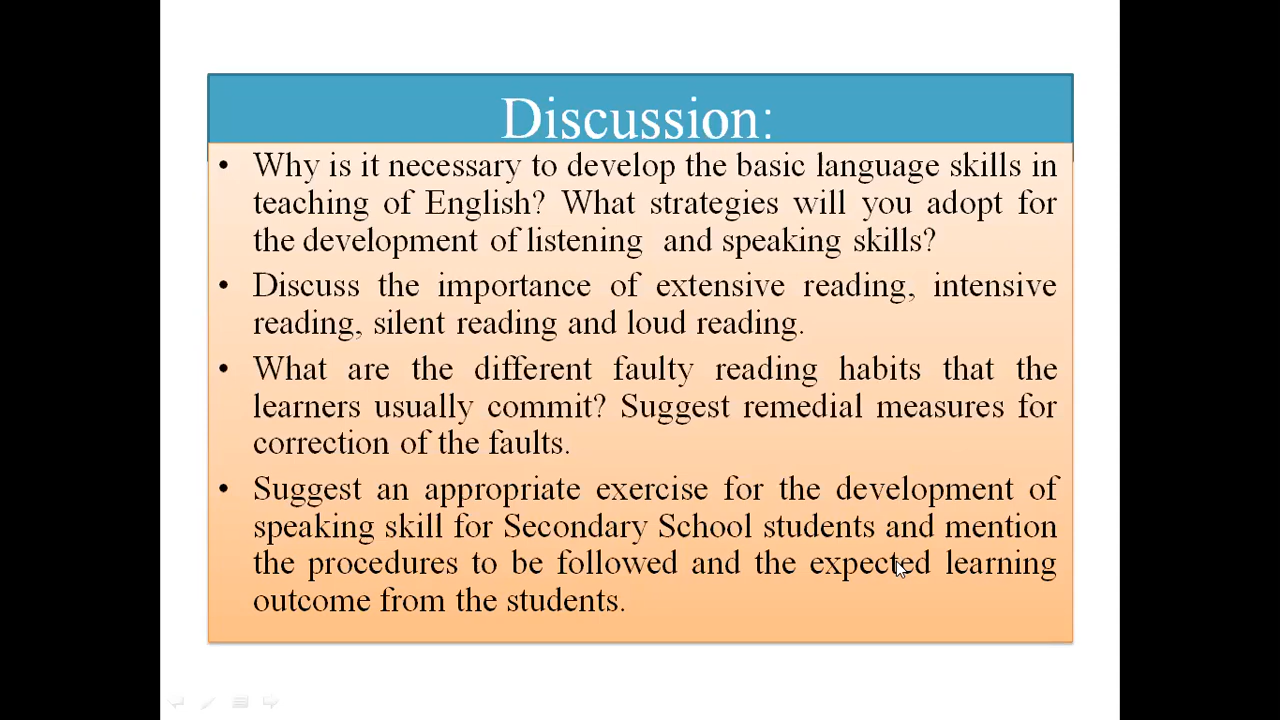 Discussion:
• Why is it necessary to develop the basic language skills in
teaching of English? What strategies will you adopt for
the development of listening and speaking skills?
• Discuss the importance of extensive reading, intensive
reading, silent reading and loud reading.
• What are the different faulty reading habits that the
learners usually commit? Suggest remedial measures for
correction of the faults.
• Suggest an appropriate exercise for the development of
speaking skill for Secondary School students and mention
the procedures to be followed and the expected learning
outcome from the students.